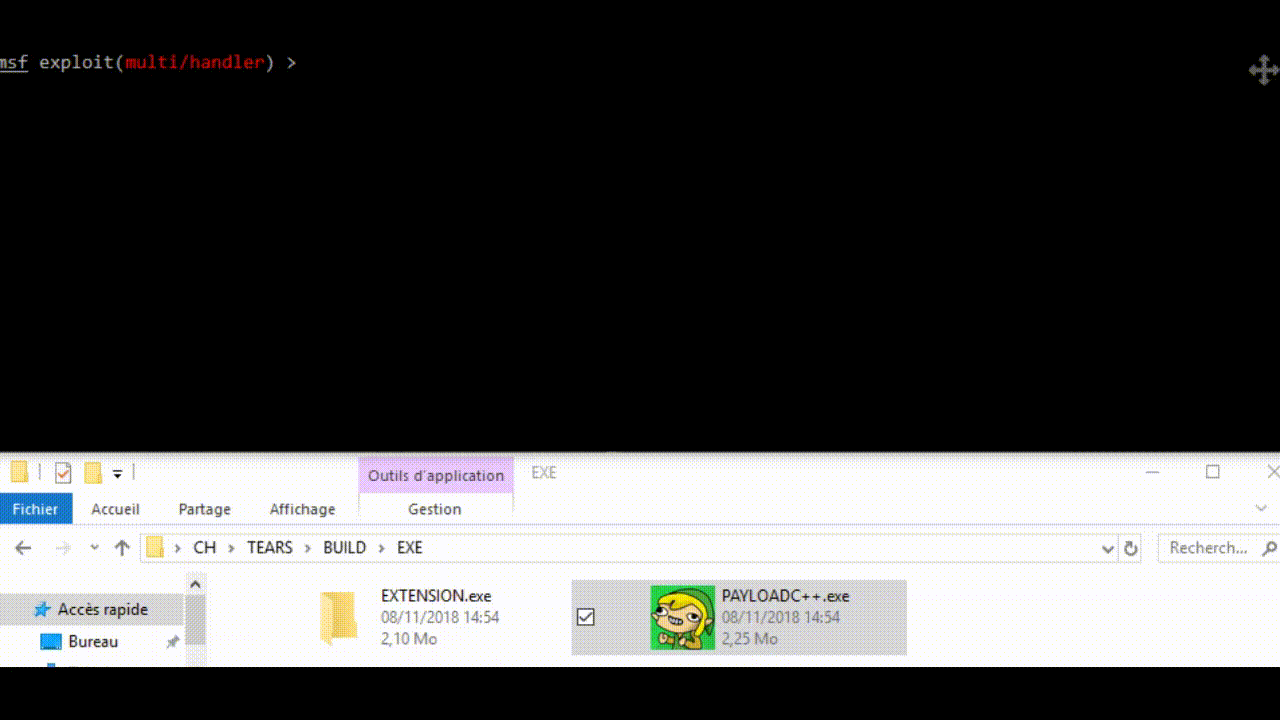 msf exploit(multi/handler) >
Outils d'application EXE
Fichier Accueil Partage Affichage Gestion
CH TEARS BUILD EXE Recherch...
Accès rapide
Bureau
EXTENSION.exe
08/11/2018 14:54
2,10 Mo
PAYLOADC++.exe
08/11/2018 14:54
2,25 Mo